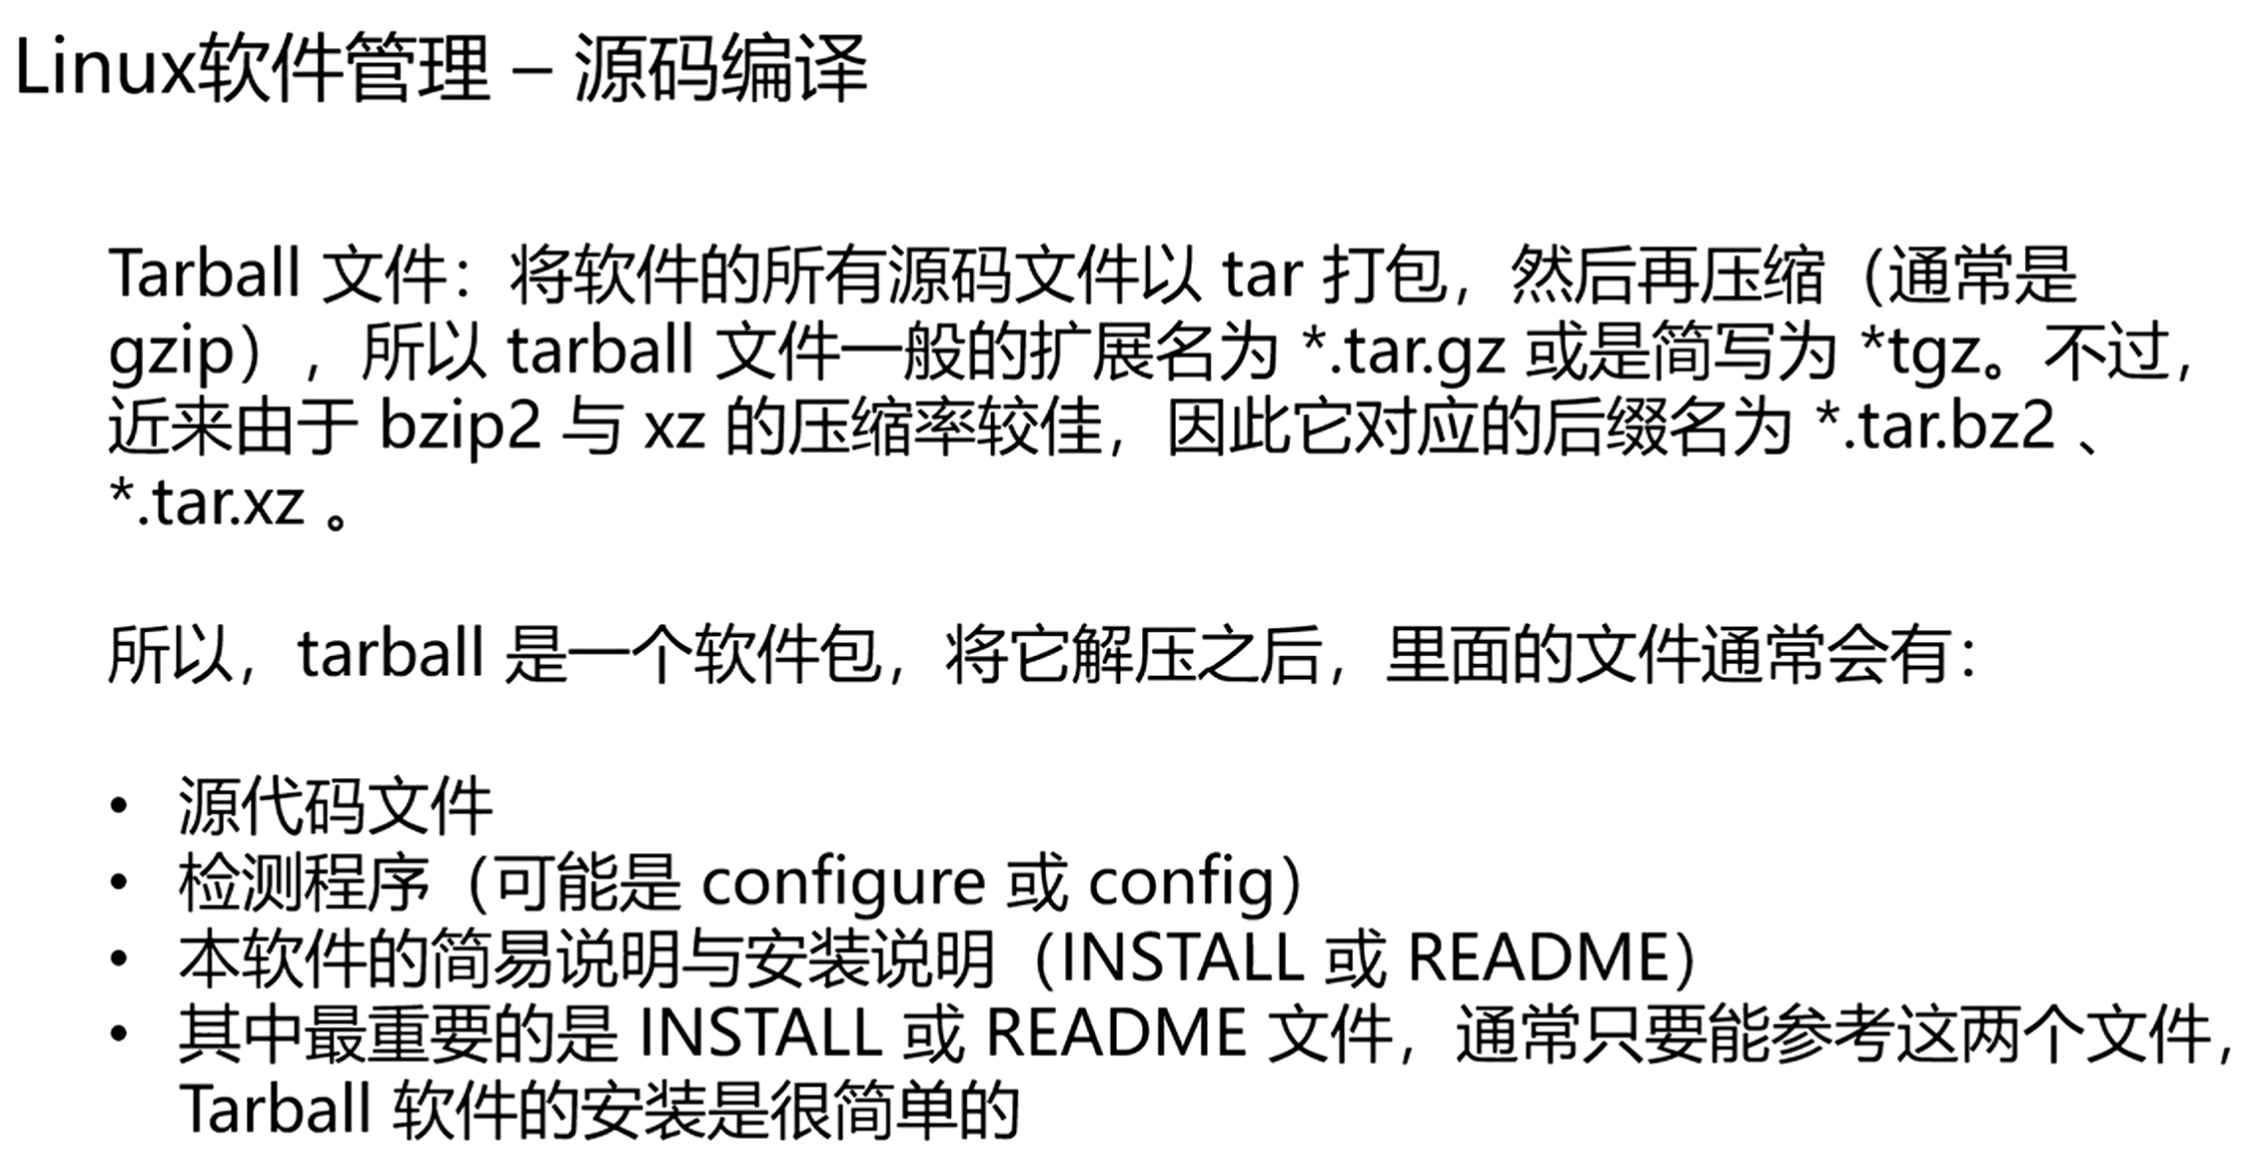 Linux软件管理 – 源码编译
Tarball 文件：将软件的所有源码文件以 tar 打包，然后再压缩（通常是
gzip），所以 tarball 文件一般的扩展名为 *.tar.gz 或是简写为 *tgz。不过，
近来由于 bzip2 与 xz 的压缩率较佳，因此它对应的后缀名为 *.tar.bz2 、
*.tar.xz 。
所以，tarball 是一个软件包，将它解压之后，里面的文件通常会有：
• 源代码文件
• 检测程序（可能是 configure 或 config）
• 本软件的简易说明与安装说明（INSTALL 或 README）
• 其中最重要的是 INSTALL 或 README 文件，通常只要能参考这两个文件，
Tarball 软件的安装是很简单的